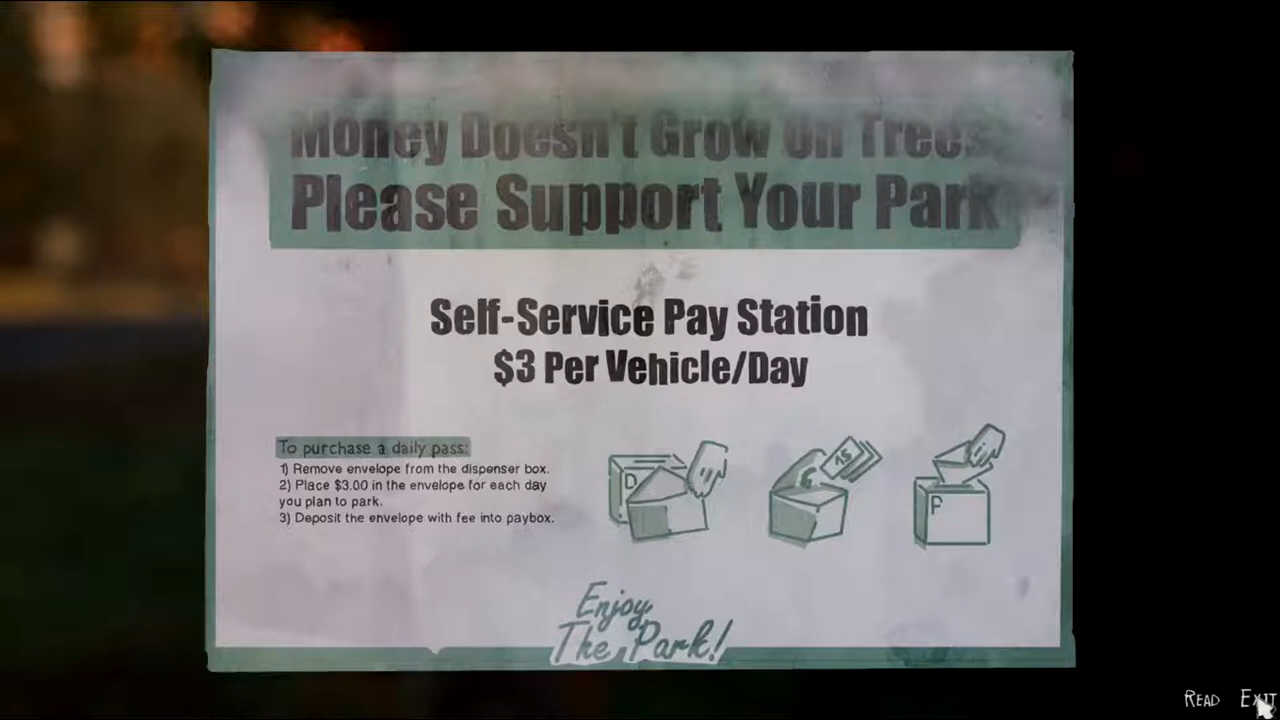 Money Doesn't Grow On Trees
Please Support Your Park
Self-Service Pay Station
$3 Per Vehicle/Day
To purchase a daily pass:
1) Remove envelope from the dispenser box.
2) Place $3.00 in the envelope for each day
you plan to park.
3) Deposit the envelope with fee into paybox.
D
E
1$
P
Enjoy
The Park!
READ EXIT